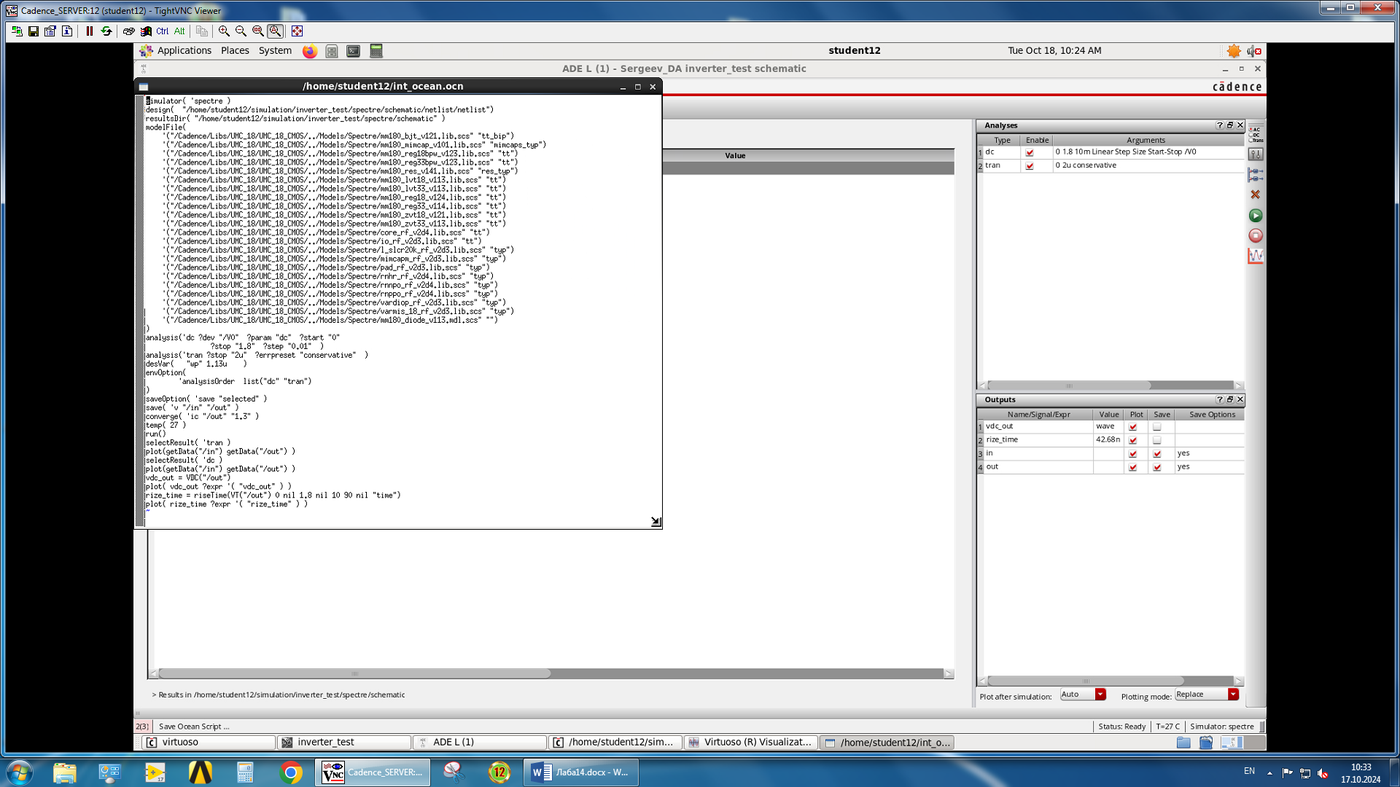 Cadence_SERVER:12 (student12) - TightVNC Viewer
Ctrl Alt
Applications Places System
student12
Tue Oct 18, 10:24 AM
ADE L (1) - Sergeev_DA inverter_test schematic
cādence
/home/student12/int_ocean.ocn
simulator( 'spectre )
design( "/home/student12/simulation/inverter_test/spectre/schematic/netlist/netlist")
resultsDir( "/home/student12/simulation/inverter_test/spectre/schematic" )
modelFile(
'("/Cadence/Libs/UMC_18/UMC_18_CMOS/../Models/Spectre/mm180_bjt_v121.lib.scs" "tt_bip")
'("/Cadence/Libs/UMC_18/UMC_18_CMOS/../Models/Spectre/mm180_mimcap_v101.lib.scs" "mimcaps_typ")
'("/Cadence/Libs/UMC_18/UMC_18_CMOS/../Models/Spectre/mm180_reg18bpw_v123.lib.scs" "tt")
'("/Cadence/Libs/UMC_18/UMC_18_CMOS/../Models/Spectre/mm180_reg33bpw_v123.lib.scs" "tt")
'("/Cadence/Libs/UMC_18/UMC_18_CMOS/../Models/Spectre/mm180_res_v141.lib.scs" "res_typ")
'("/Cadence/Libs/UMC_18/UMC_18_CMOS/../Models/Spectre/mm180_lvt18_v113.lib.scs" "tt")
'("/Cadence/Libs/UMC_18/UMC_18_CMOS/../Models/Spectre/mm180_lvt33_v113.lib.scs" "tt")
'("/Cadence/Libs/UMC_18/UMC_18_CMOS/../Models/Spectre/mm180_reg18_v124.lib.scs" "tt")
'("/Cadence/Libs/UMC_18/UMC_18_CMOS/../Models/Spectre/mm180_reg33_v114.lib.scs" "tt")
'("/Cadence/Libs/UMC_18/UMC_18_CMOS/../Models/Spectre/mm180_zvt18_v121.lib.scs" "tt")
'("/Cadence/Libs/UMC_18/UMC_18_CMOS/../Models/Spectre/mm180_zvt33_v113.lib.scs" "tt")
'("/Cadence/Libs/UMC_18/UMC_18_CMOS/../Models/Spectre/core_rf_v2d4.lib.scs" "tt")
'("/Cadence/Libs/UMC_18/UMC_18_CMOS/../Models/Spectre/io_rf_v2d3.lib.scs" "tt")
'("/Cadence/Libs/UMC_18/UMC_18_CMOS/../Models/Spectre/l_slcr20k_rf_v2d3.lib.scs" "typ")
'("/Cadence/Libs/UMC_18/UMC_18_CMOS/../Models/Spectre/mimcapm_rf_v2d3.lib.scs" "typ")
'("/Cadence/Libs/UMC_18/UMC_18_CMOS/../Models/Spectre/pad_rf_v2d3.lib.scs" "typ")
'("/Cadence/Libs/UMC_18/UMC_18_CMOS/../Models/Spectre/rnhr_rf_v2d4.lib.scs" "typ")
'("/Cadence/Libs/UMC_18/UMC_18_CMOS/../Models/Spectre/rnnpo_rf_v2d4.lib.scs" "typ")
'("/Cadence/Libs/UMC_18/UMC_18_CMOS/../Models/Spectre/rnppo_rf_v2d4.lib.scs" "typ")
'("/Cadence/Libs/UMC_18/UMC_18_CMOS/../Models/Spectre/vardiop_rf_v2d3.lib.scs" "typ")
'("/Cadence/Libs/UMC_18/UMC_18_CMOS/../Models/Spectre/varmis_18_rf_v2d3.lib.scs" "typ")
'("/Cadence/Libs/UMC_18/UMC_18_CMOS/../Models/Spectre/mm180_diode_v113.mdl.scs" "")
)
analysis('dc ?dev "/V0" ?param "dc" ?start "0"
?stop "1.8" ?step "0.01" )
analysis('tran ?stop "2u" ?errpreset "conservative" )
desVar( "wp" 1.13u )
envOption(
'analysisOrder list("dc" "tran")
)
saveOption( 'save "selected" )
save( 'v "/in" "/out" )
converge( 'ic "/out" "1.3" )
temp( 27 )
run()
selectResult( 'tran )
plot(getData("/in") getData("/out") )
selectResult( 'dc )
plot(getData("/in") getData("/out") )
vdc_out = VDC("/out")
plot( vdc_out ?expr '( "vdc_out" ) )
rize_time = riseTime(VT("/out") 0 nil 1.8 nil 10 90 nil "time")
plot( rize_time ?expr '( "rize_time" ) )
~
Value
Analyses
Type Enable Arguments
1 dc 0 1.8 10m Linear Step Size Start-Stop /V0
2 tran 0 2u conservative
AC
DC
Trans
Outputs
Name/Signal/Expr Value Plot Save Save Options
1 vdc_out wave
2 rize_time 42.68n
3 in yes
4 out yes
Plot after simulation: Auto Plotting mode: Replace
> Results in /home/student12/simulation/inverter_test/spectre/schematic
2(3) Save Ocean Script ...
Status: Ready T=27 C Simulator: spectre
virtuoso
inverter_test
ADE L (1)
/home/student12/sim...
Virtuoso (R) Visualizat...
/home/student12/int_o...
Cadence_SERVER:...
12
Лаба14.docx - W...
EN
10:33
17.10.2024